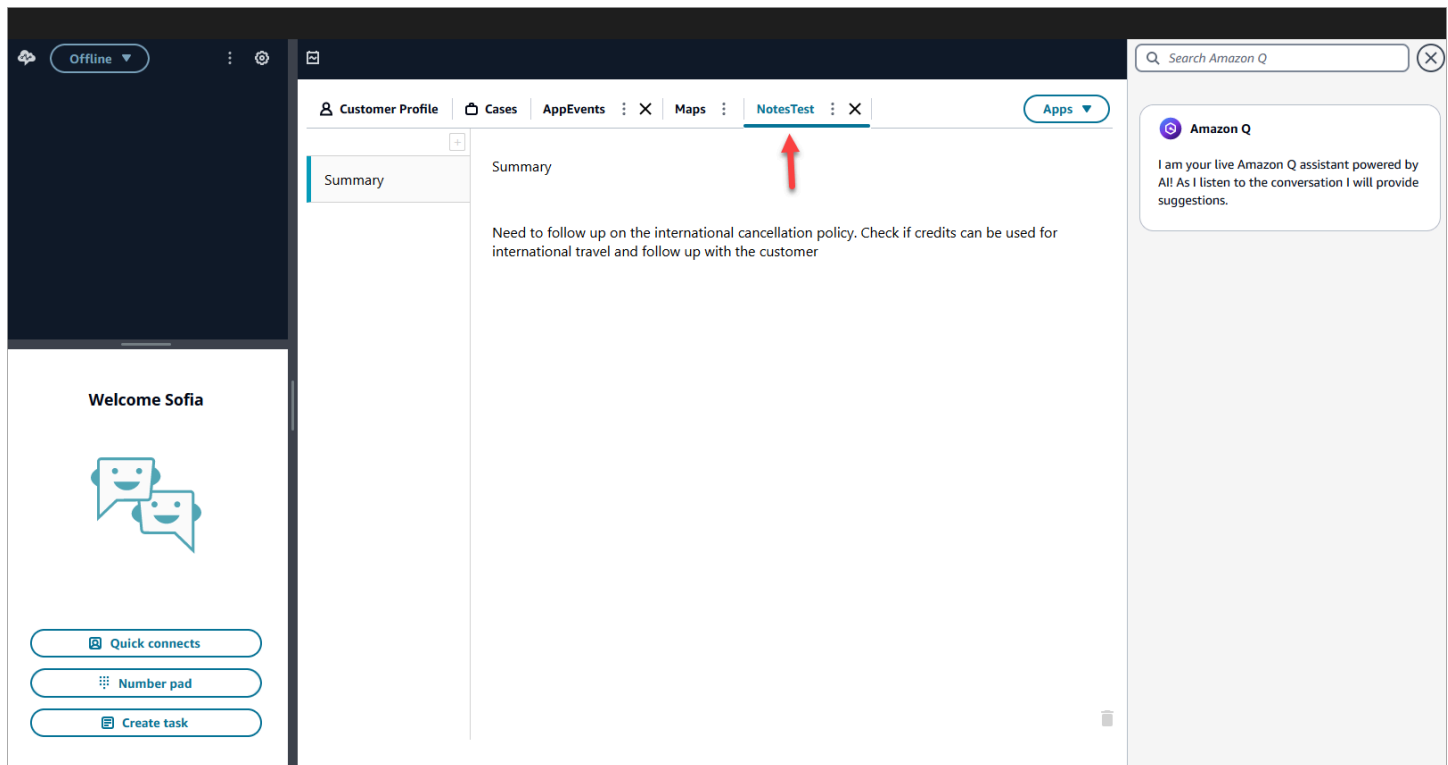 Offline
Search Amazon Q
Customer Profile
Cases
AppEvents
Maps
NotesTest
Apps
Summary
Summary
Need to follow up on the international cancellation policy. Check if credits can be used for
international travel and follow up with the customer
Amazon Q
I am your live Amazon Q assistant powered by
AI! As I listen to the conversation I will provide
suggestions.
Welcome Sofia
Quick connects
Number pad
Create task